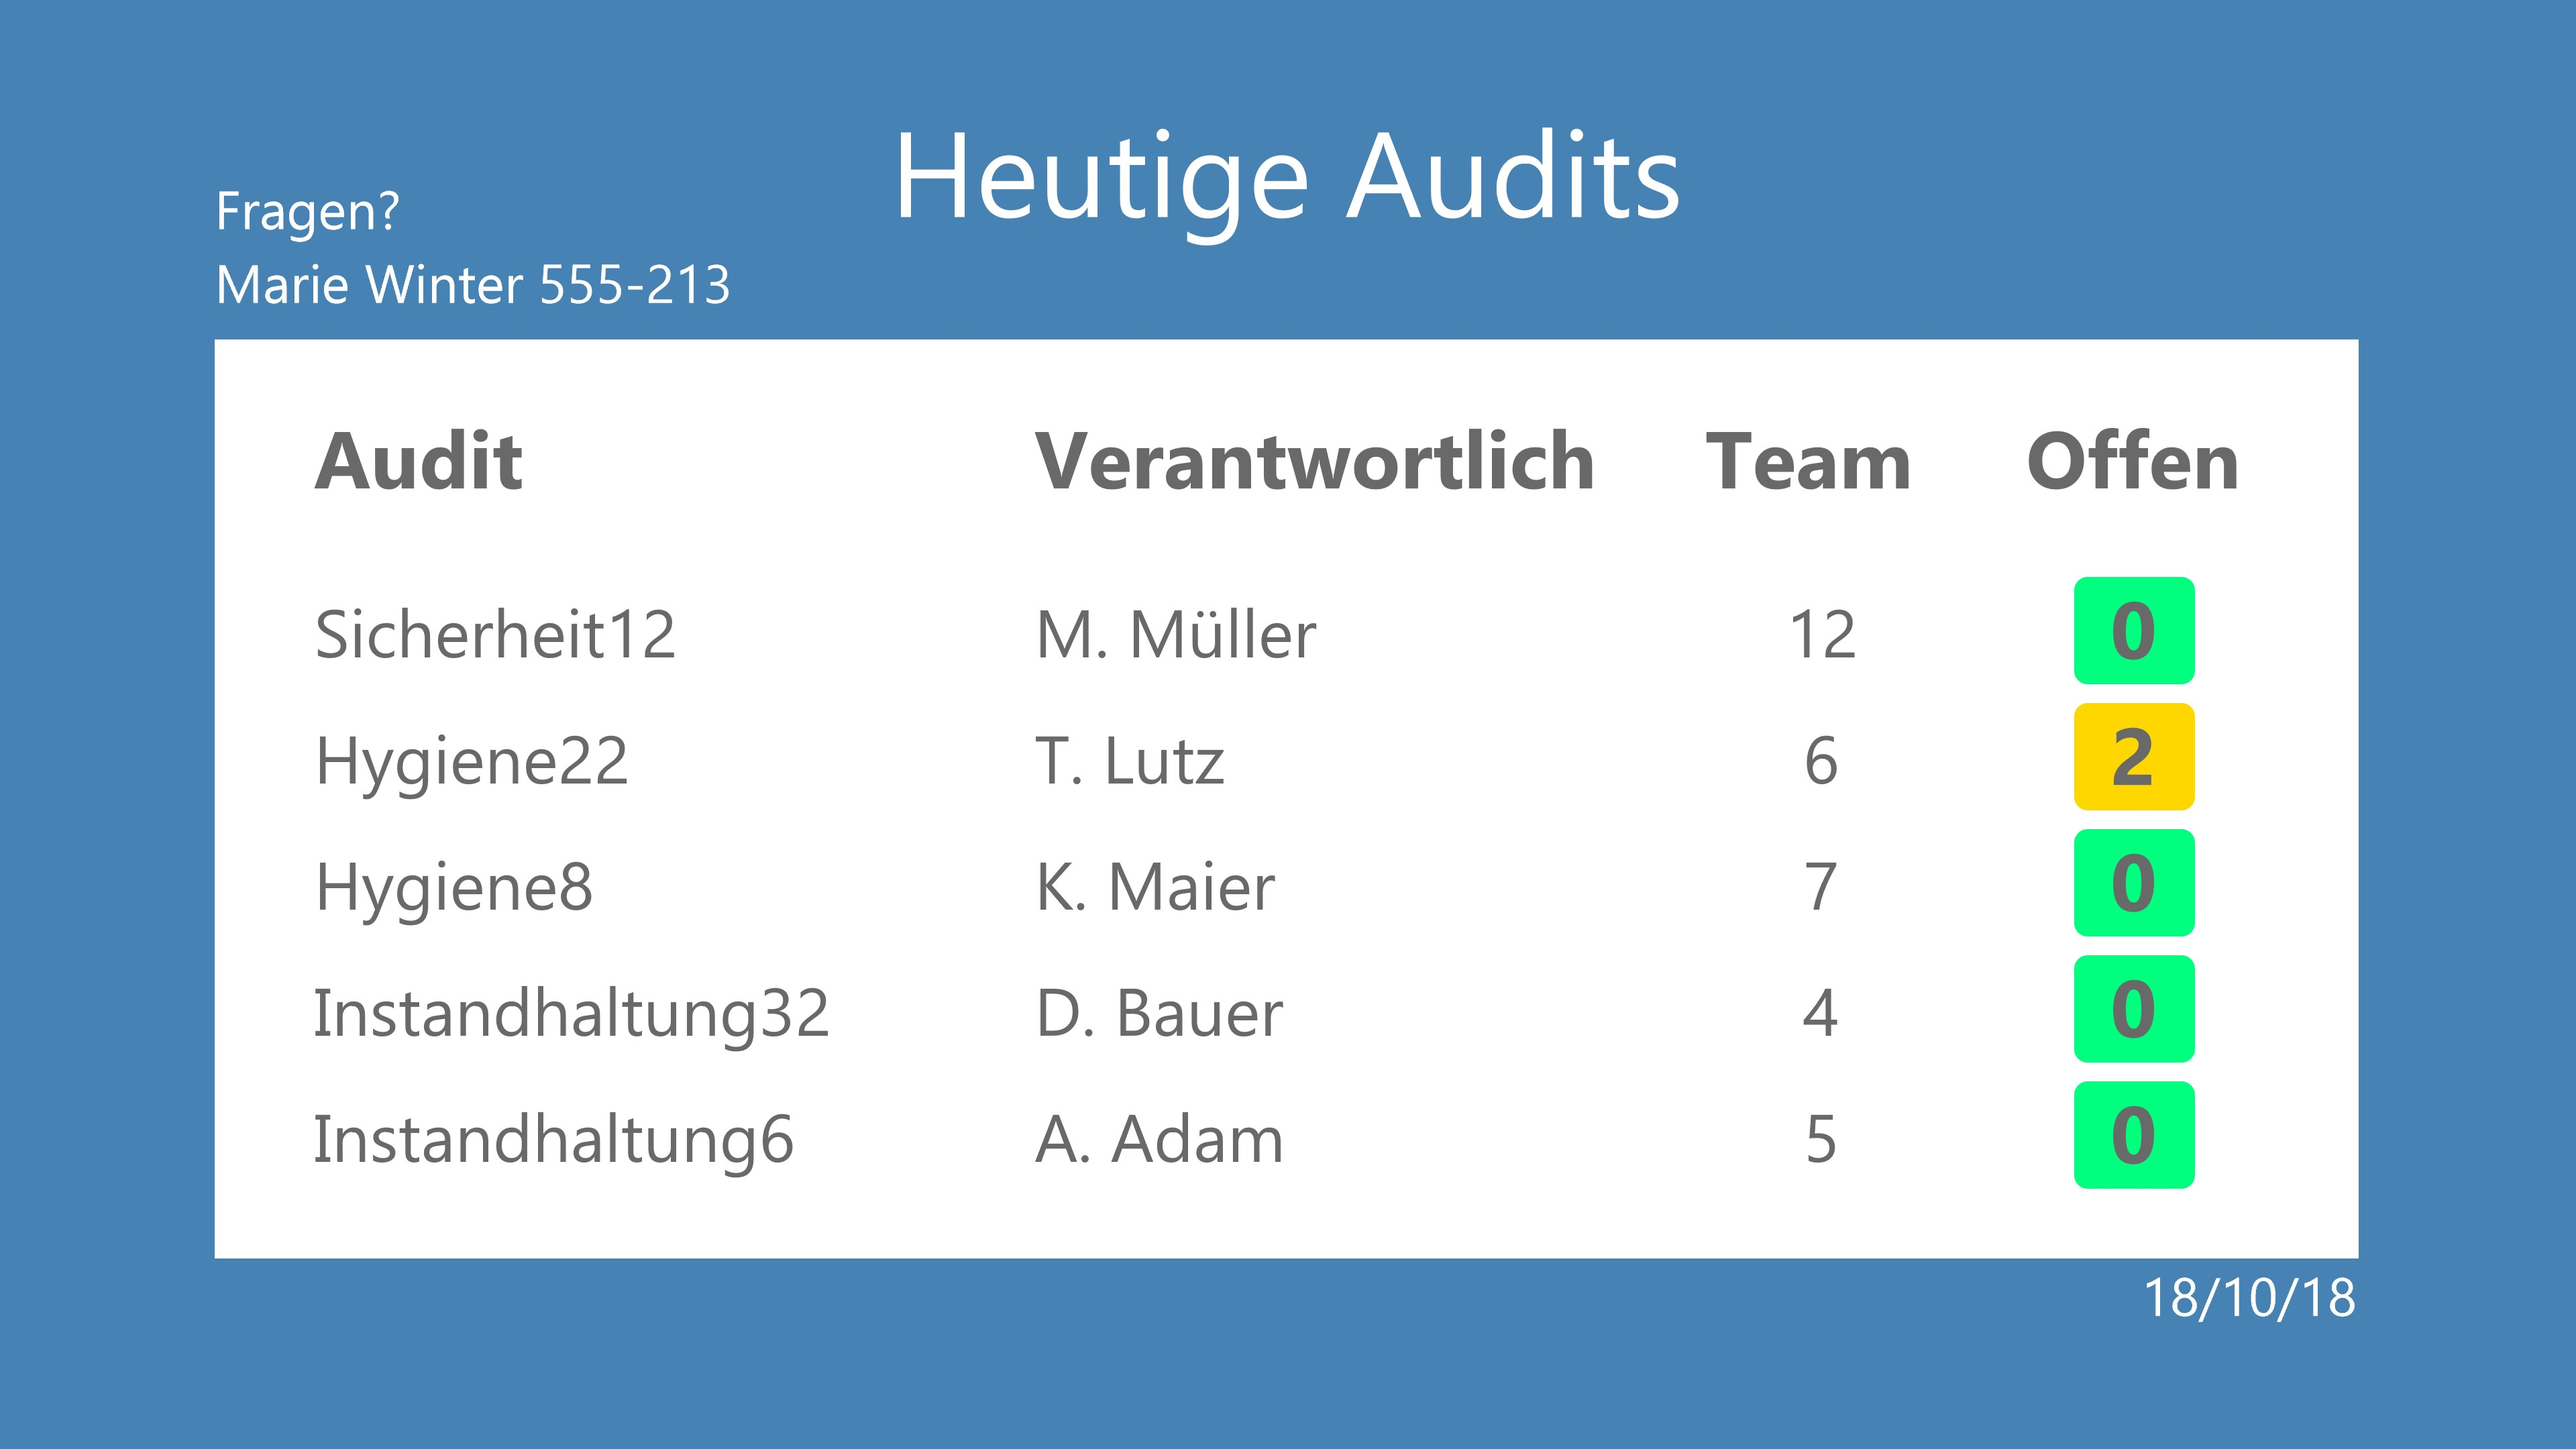 Heutige Audits
Fragen?
Marie Winter 555-213
Audit Verantwortlich Team Offen
Sicherheit12 M. Müller 12 0
Hygiene22 T. Lutz 6 2
Hygiene8 K. Maier 7 0
Instandhaltung32 D. Bauer 4 0
Instandhaltung6 A. Adam 5 0
18/10/18